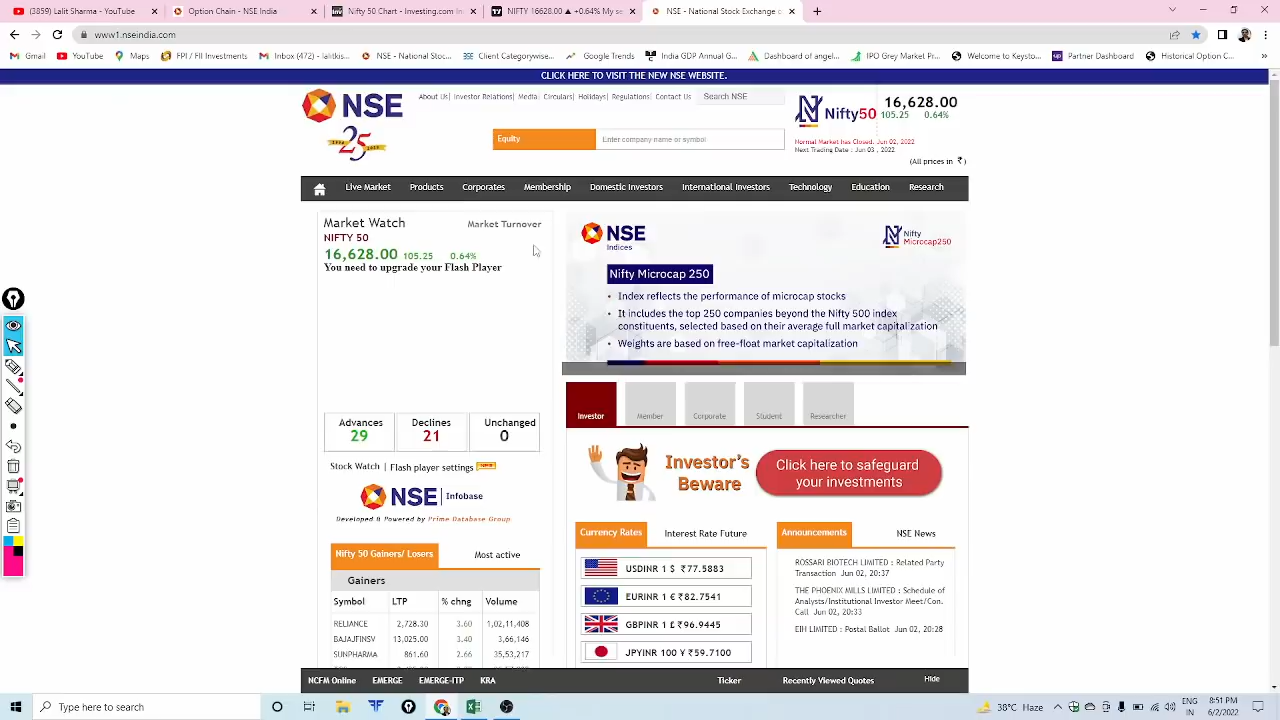 (3859) Lalit Sharma - YouTube
Option Chain - NSE India
Nifty 50 Chart - Investing.com In
NIFTY 16628.00 ▲ +0.64% My se
NSE - National Stock Exchange o
www1.nseindia.com
Gmail
YouTube
Maps
FPI / FII Investments
Inbox (472) - lalitks...
NSE - National Stoc...
Client Categorywise...
Google Trends
India GDP Annual G...
Dashboard of angel...
IPO Grey Market Pr...
Welcome to Keysto...
Partner Dashboard
Historical Option C...
CLICK HERE TO VISIT THE NEW NSE WEBSITE.
NSE
25
About Us| Investor Relations| Media| Circulars| Holidays| Regulations| Contact Us
Search NSE
Equity
Enter company name or symbol
Nifty50
16,628.00
105.25 0.64%
Normal Market has Closed. Jun 02, 2022
Next Trading Date : Jun 03 , 2022
(All prices in ₹)
Live Market Products Corporates Membership Domestic Investors International Investors Technology Education Research
Market Watch
Market Turnover
NIFTY 50
16,628.00 105.25 0.64%
You need to upgrade your Flash Player
NSE
Indices
Nifty
Microcap250
Nifty Microcap 250
• Index reflects the performance of microcap stocks
• It includes the top 250 companies beyond the Nifty 500 index
constituents, selected based on their average full market capitalization
• Weights are based on free-float market capitalization
Investor
Member
Corporate
Student
Researcher
Advances
29
Declines
21
Unchanged
0
Stock Watch | Flash player settings
NSE Infobase
Developed & Powered by Prime Database Group
Investor's
Beware
Click here to safeguard
your investments
Nifty 50 Gainers/ Losers
Most active
Gainers
Symbol LTP % chng Volume
RELIANCE 2,728.30 3.60 1,02,11,408
BAJAJFINSV 13,025.00 3.40 3,66,146
SUNPHARMA 861.60 2.66 35,53,217
Currency Rates
Interest Rate Future
USDINR 1 $ ₹77.5883
EURINR 1 € ₹82.7541
GBPINR 1 £ ₹96.9445
JPYINR 100 ¥ ₹59.7100
Announcements
NSE News
ROSSARI BIOTECH LIMITED : Related Party
Transaction Jun 02, 20:37
THE PHOENIX MILLS LIMITED : Schedule of
Analysts/Institutional Investor Meet/Con.
Call Jun 02, 20:33
EIH LIMITED : Postal Ballot Jun 02, 20:28
NCFM Online EMERGE EMERGE-ITP KRA
Ticker
Recently Viewed Quotes
Hide
Type here to search
38°C Haze
ENG
IN
8:51 PM
6/2/2022